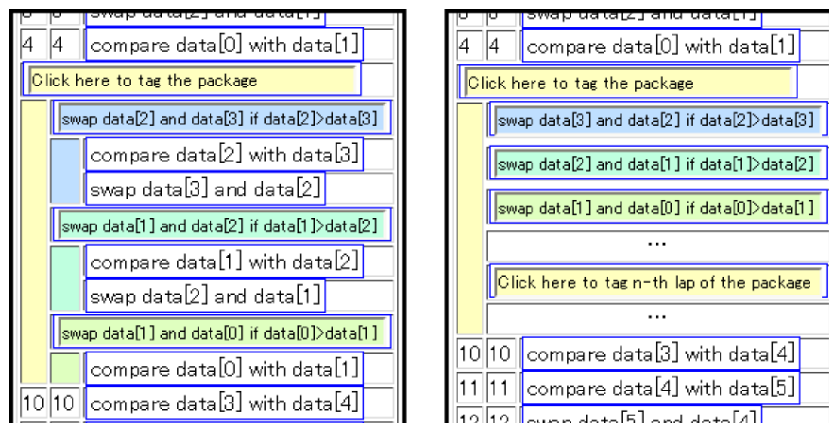 4 4 compare data[0] with data[1]
Click here to tag the package
swap data[2] and data[3] if data[2]>data[3]
compare data[2] with data[3]
swap data[3] and data[2]
swap data[1] and data[2] if data[1]>data[2]
compare data[1] with data[2]
swap data[2] and data[1]
swap data[1] and data[0] if data[0]>data[1]
compare data[0] with data[1]
10 10 compare data[3] with data[4]
4 4 compare data[0] with data[1]
Click here to tag the package
swap data[3] and data[2] if data[2]>data[3]
swap data[2] and data[1] if data[1]>data[2]
swap data[1] and data[0] if data[0]>data[1]
...
Click here to tag n-th lap of the package
...
10 10 compare data[3] with data[4]
11 11 compare data[4] with data[5]
12 12 swap data[5] and data[4]